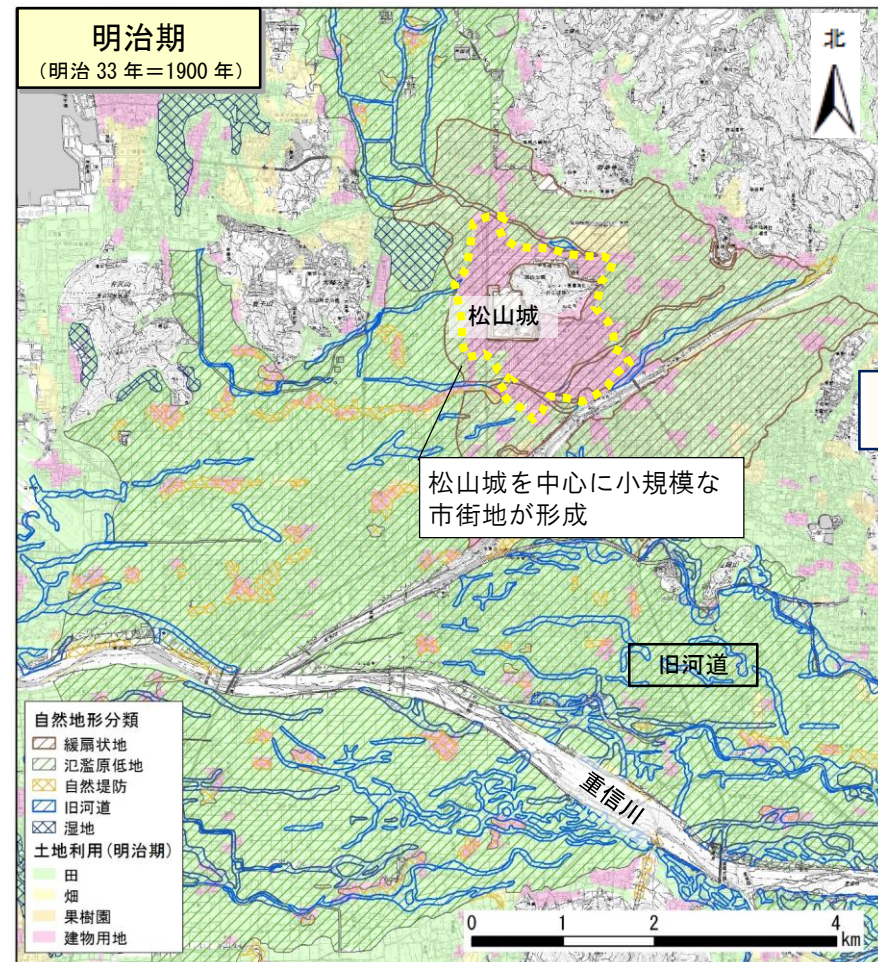 明治期
（明治 33 年＝1900 年）
北
松山城
松山城を中心に小規模な
市街地が形成
旧河道
重信川
自然地形分類
緩扇状地
氾濫原低地
自然堤防
旧河道
湿地
土地利用(明治期)
田
畑
果樹園
建物用地
0 1 2 4
km